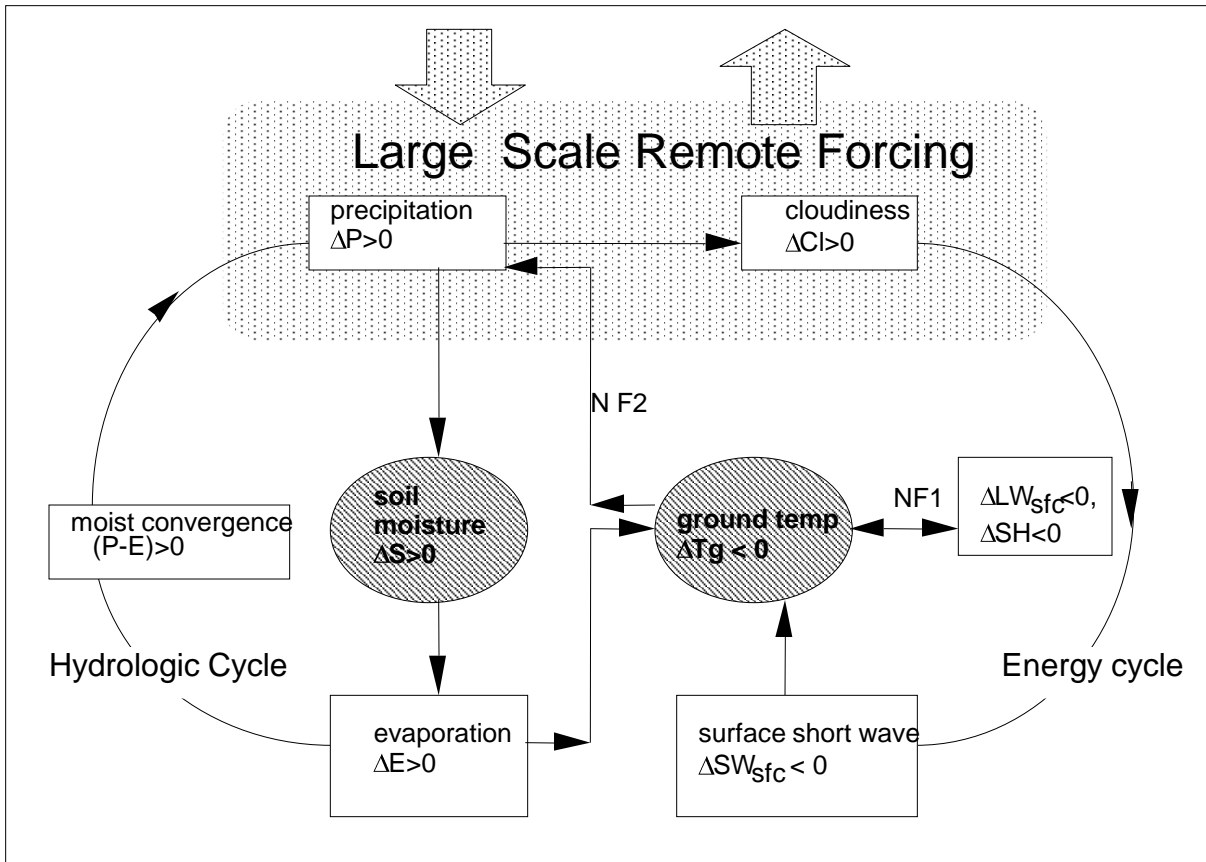 Large Scale Remote Forcing
precipitation
ΔP>0
cloudiness
ΔCl>0
N F2
soil
moisture
ΔS>0
ground temp
ΔTg < 0
NF1
ΔLWsfc<0,
ΔSH<0
moist convergence
(P-E)>0
Hydrologic Cycle
Energy cycle
evaporation
ΔE>0
surface short wave
ΔSWsfc < 0